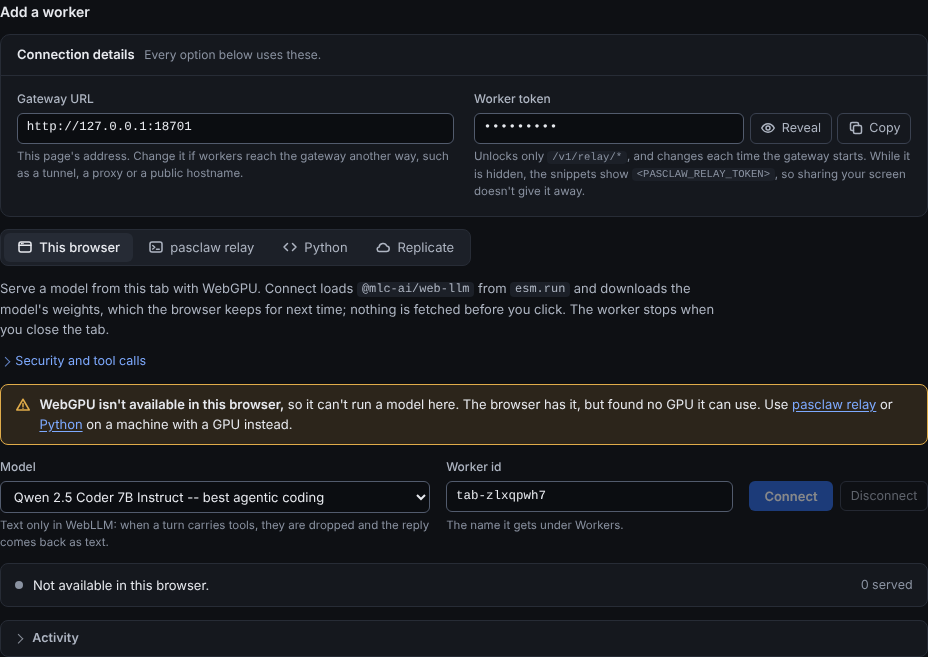 Add a worker
Connection details Every option below uses these.
Gateway URL
http://127.0.0.1:18701
This page's address. Change it if workers reach the gateway another way, such
as a tunnel, a proxy or a public hostname.
Worker token
•••••••••
Reveal
Copy
Unlocks only /v1/relay/*, and changes each time the gateway starts. While it
is hidden, the snippets show <PASCLAW_RELAY_TOKEN>, so sharing your screen
doesn't give it away.
This browser
pasclaw relay
Python
Replicate
Serve a model from this tab with WebGPU. Connect loads @mlc-ai/web-llm from esm.run and downloads the
model's weights, which the browser keeps for next time; nothing is fetched before you click. The worker stops when
you close the tab.
Security and tool calls
WebGPU isn't available in this browser, so it can't run a model here. The browser has it, but found no GPU it can use. Use pasclaw relay or
Python on a machine with a GPU instead.
Model
Qwen 2.5 Coder 7B Instruct -- best agentic coding
Text only in WebLLM: when a turn carries tools, they are dropped and the reply
comes back as text.
Worker id
tab-zlxqpwh7
The name it gets under Workers.
Connect
Disconnect
Not available in this browser.
0 served
Activity